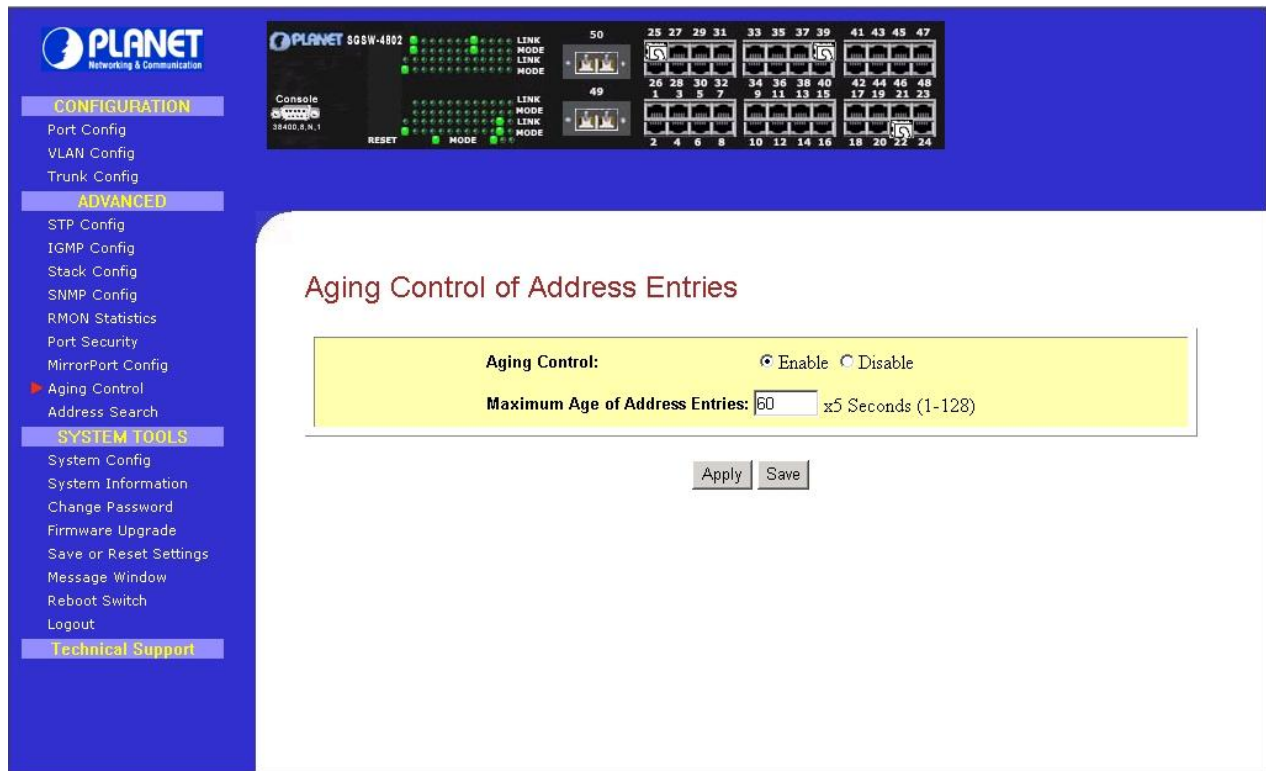 PLANET
Networking & Communication
CONFIGURATION
Port Config
VLAN Config
Trunk Config
ADVANCED
STP Config
IGMP Config
Stack Config
SNMP Config
RMON Statistics
Port Security
MirrorPort Config
Aging Control
Address Search
SYSTEM TOOLS
System Config
System Information
Change Password
Firmware Upgrade
Save or Reset Settings
Message Window
Reboot Switch
Logout
Technical Support
PLANET SGSW-4802
LINK
MODE
LINK
MODE
50
25 27 29 31 33 35 37 39 41 43 45 47
26 28 30 32 34 36 38 40 42 44 46 48
Console
38400,8,N,1
RESET
MODE
LINK
MODE
LINK
MODE
49
1 3 5 7 9 11 13 15 17 19 21 23
2 4 6 8 10 12 14 16 18 20 22 24
Aging Control of Address Entries
Aging Control: Enable Disable
Maximum Age of Address Entries: 60 x5 Seconds (1-128)
Apply Save